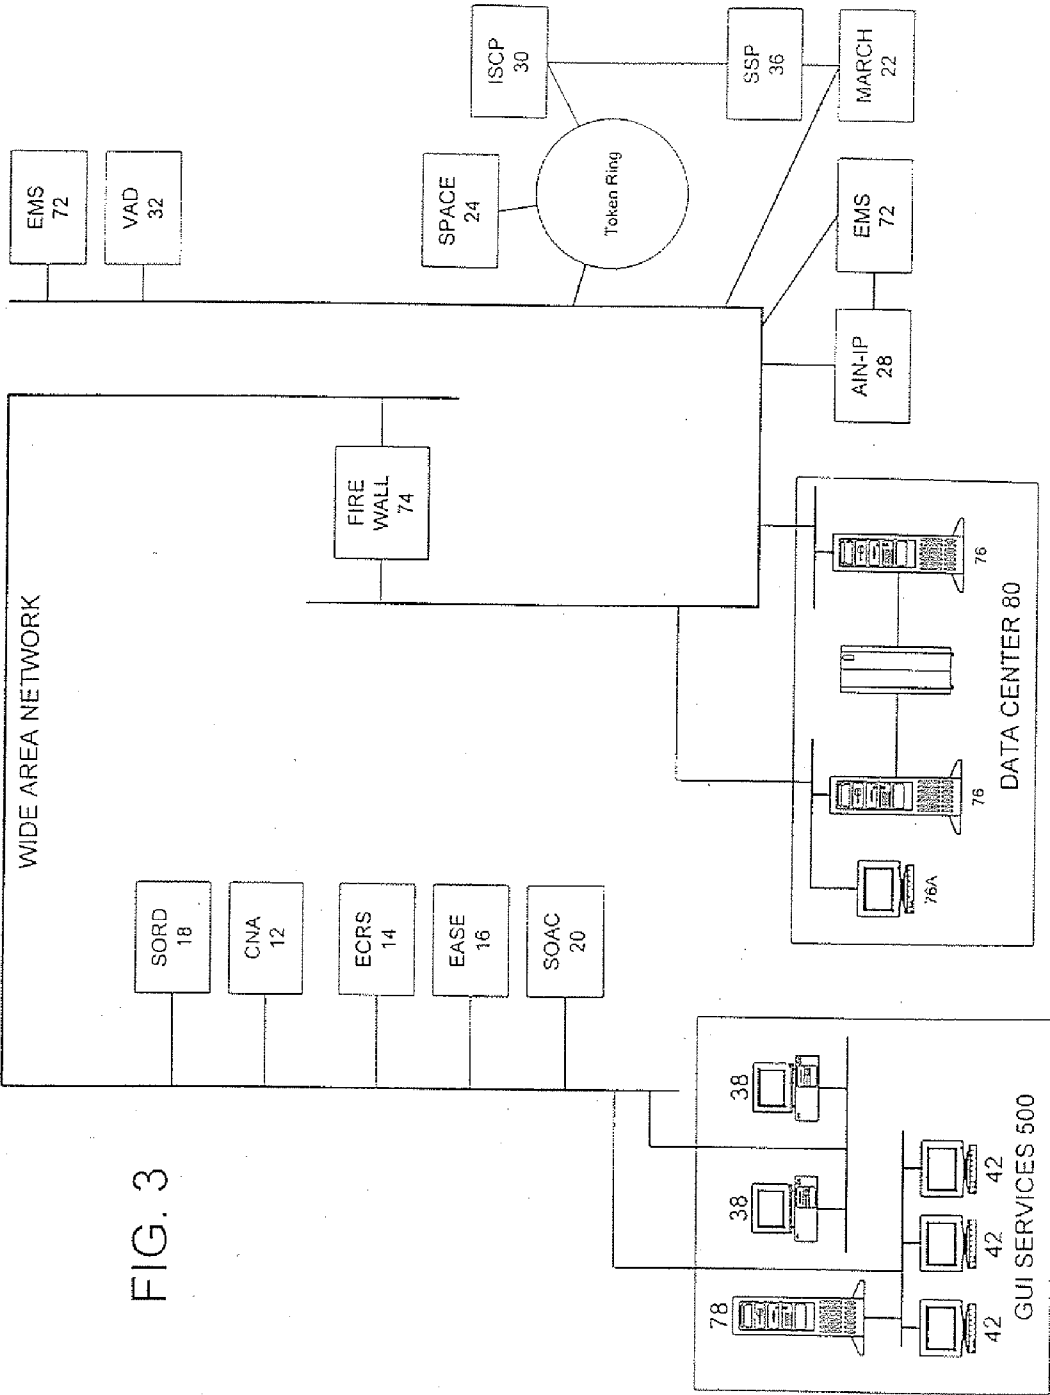 FIG. 3
WIDE AREA NETWORK
SORD
18
CNA
12
ECRS
14
EASE
16
SOAC
20
FIRE
WALL
74
EMS
72
VAD
32
SPACE
24
Token Ring
ISCP
30
SSP
36
MARCH
22
EMS
72
AIN-IP
28
78
38
38
42
42
42
GUI SERVICES 500
76A
76
76
DATA CENTER 80